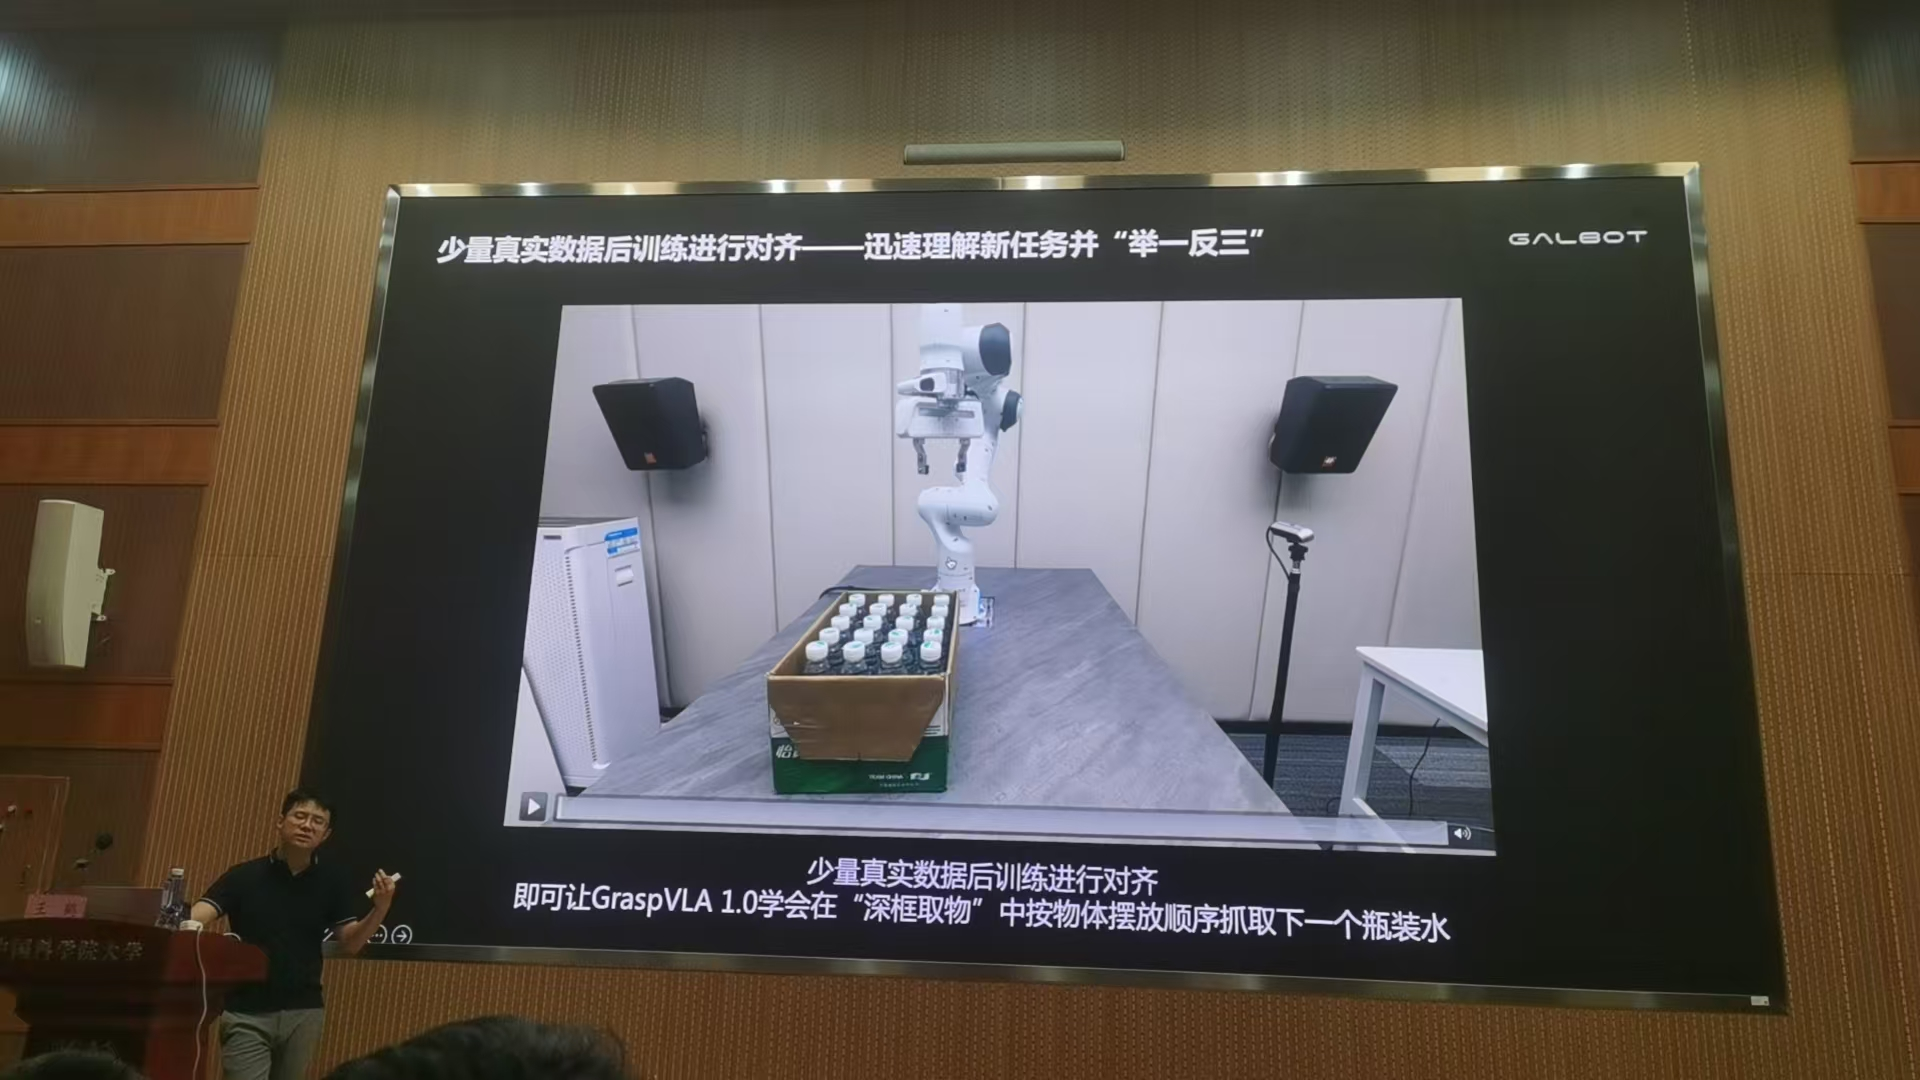 少量真实数据后训练进行对齐——迅速理解新任务并“举一反三”
GALBOT
TEAM CHINA
少量真实数据后训练进行对齐
即可让GraspVLA 1.0学会在“深框取物”中按物体摆放顺序抓取下一个瓶装水
王鹤
中国科学院大学